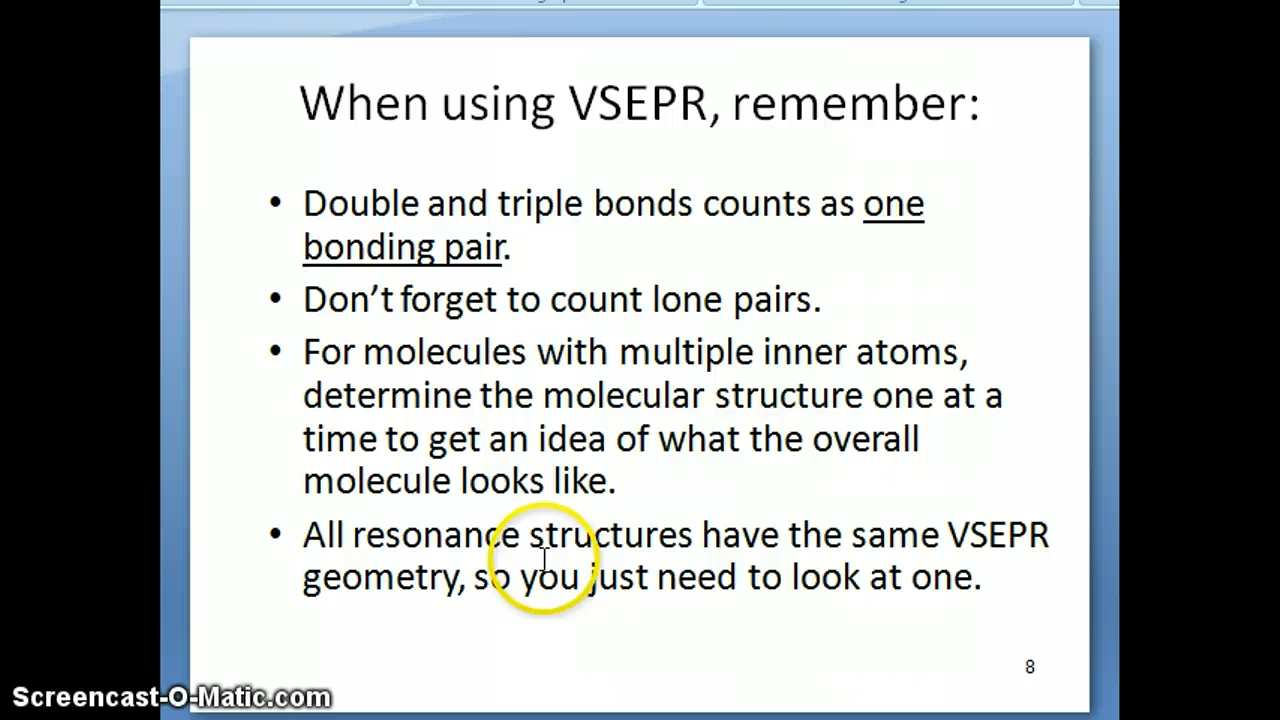 When using VSEPR, remember:
• Double and triple bonds counts as one
bonding pair.
• Don't forget to count lone pairs.
• For molecules with multiple inner atoms,
determine the molecular structure one at a
time to get an idea of what the overall
molecule looks like.
• All resonance structures have the same VSEPR
geometry, so you just need to look at one.
8
Screencast-O-Matic.com